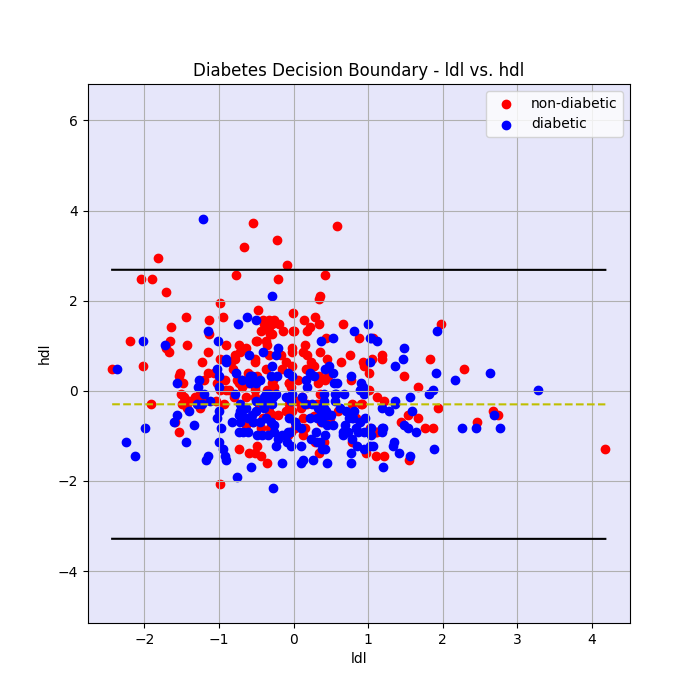 Diabetes Decision Boundary - ldl vs. hdl
non-diabetic
diabetic
6
4
2
0
−2
−4
hdl
−2
−1
0
1
2
3
4
ldl